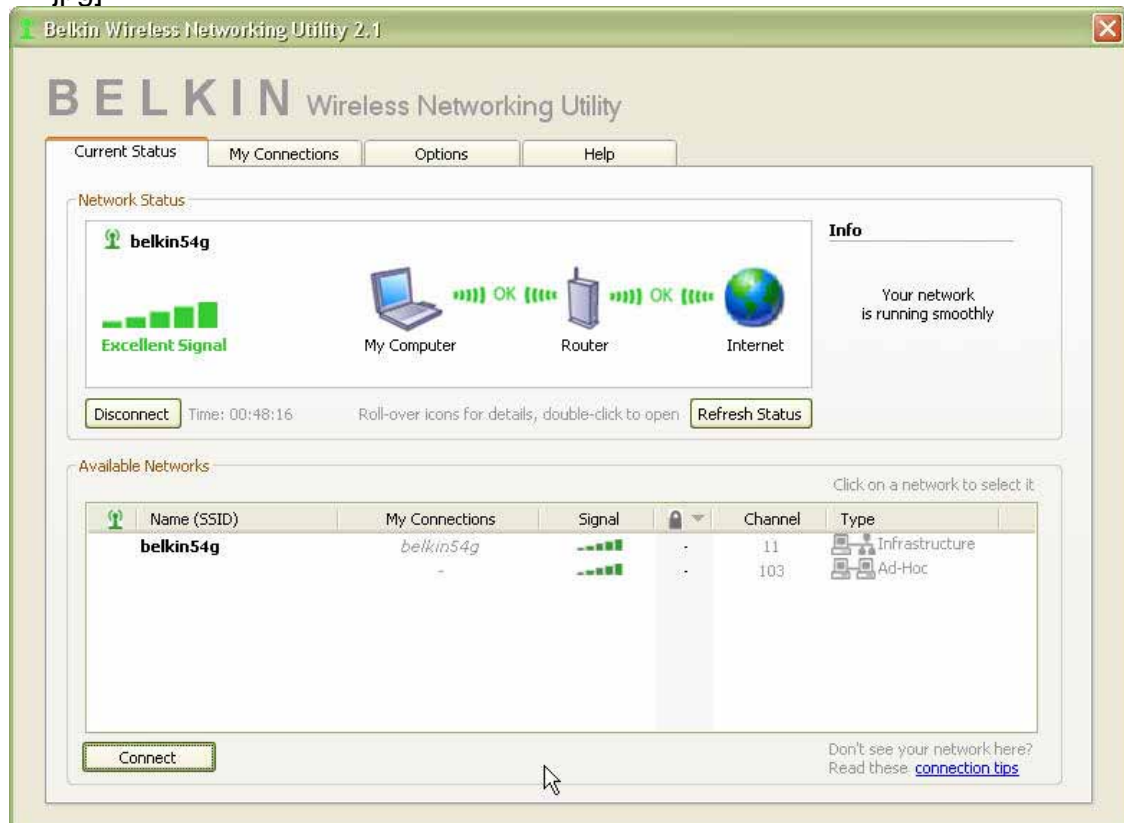 jpg]
Belkin Wireless Networking Utility 2.1
BELKIN Wireless Networking Utility
Current Status My Connections Options Help
Network Status
belkin54g
Info
OK OK
Your network
is running smoothly
Excellent Signal My Computer Router Internet
Disconnect Time: 00:48:16 Roll-over icons for details, double-click to open Refresh Status
Available Networks
Click on a network to select it
Name (SSID) My Connections Signal Channel Type
belkin54g belkin54g - 11 Infrastructure
- - 103 Ad-Hoc
Connect
Don't see your network here?
Read these connection tips